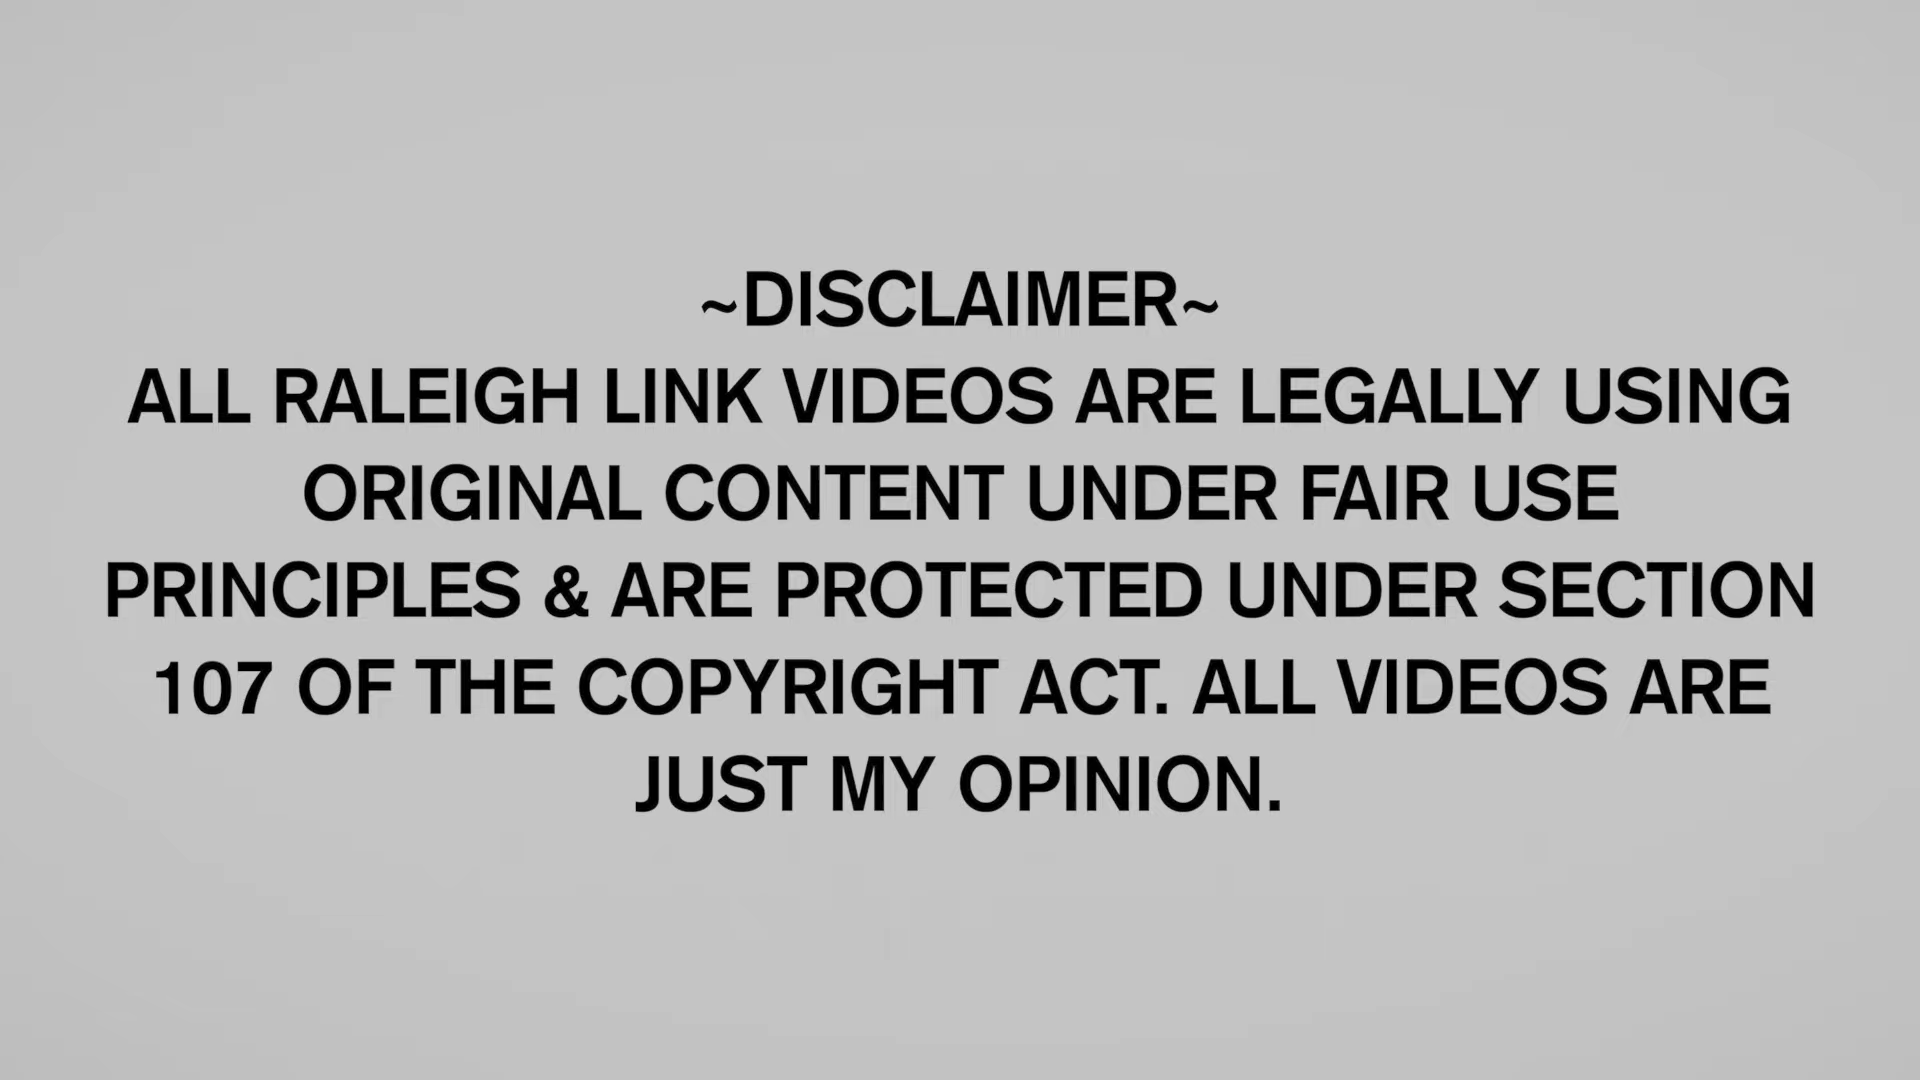 ~DISCLAIMER~
ALL RALEIGH LINK VIDEOS ARE LEGALLY USING
ORIGINAL CONTENT UNDER FAIR USE
PRINCIPLES & ARE PROTECTED UNDER SECTION
107 OF THE COPYRIGHT ACT. ALL VIDEOS ARE
JUST MY OPINION.